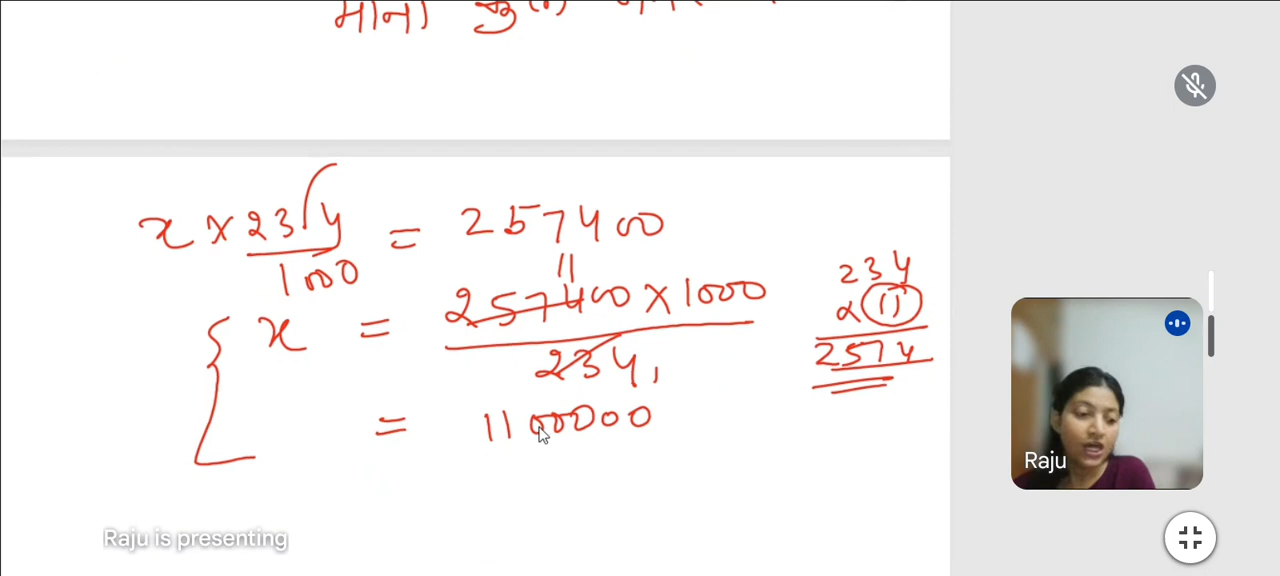 माना कुल
x × 234/1000 = 257400
11
x = 257400 × 1000 / 234
= 1100000
234
× 11
2574
Raju
Raju is presenting